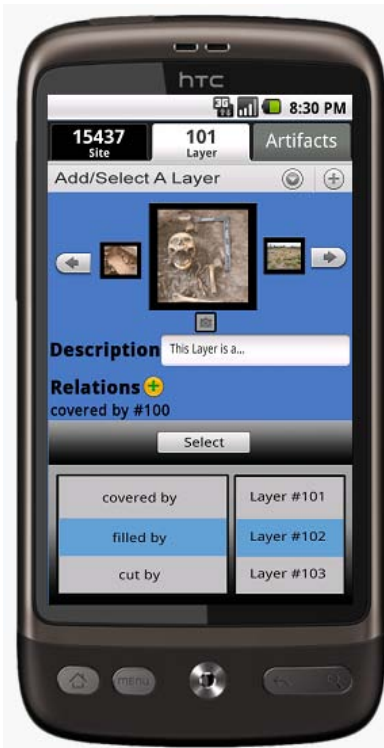 htc
3G 8:30 PM
15437 101 Artifacts
Site Layer
Add/Select A Layer
Description This Layer is a...
Relations +
covered by #100
Select
covered by Layer #101
filled by Layer #102
cut by Layer #103
MENU